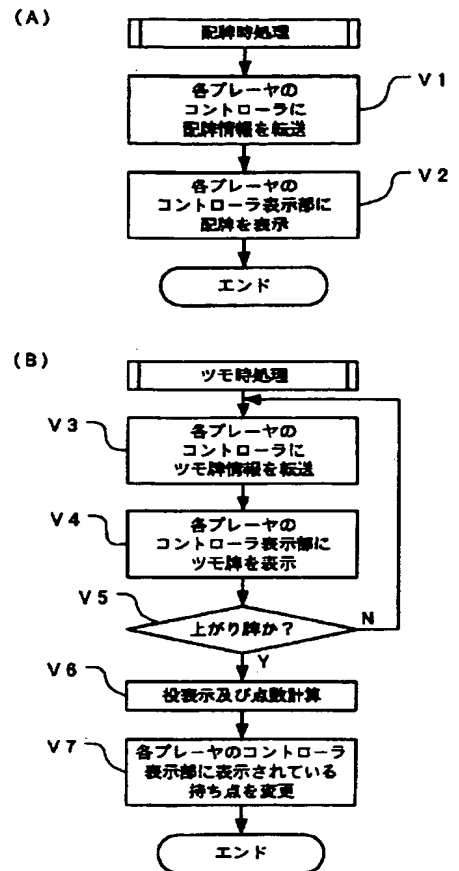 (A)
配牌時処理
各プレーヤの
コントローラに
配牌情報を転送
V1
各プレーヤの
コントローラ表示部に
配牌を表示
V2
エンド
(B)
ツモ時処理
V3
各プレーヤの
コントローラに
ツモ牌情報を転送
V4
各プレーヤの
コントローラ表示部に
ツモ牌を表示
V5
上がり牌か？
N
Y
V6
役表示及び点数計算
V7
各プレーヤのコントローラ
表示部に表示されている
持ち点を変更
エンド